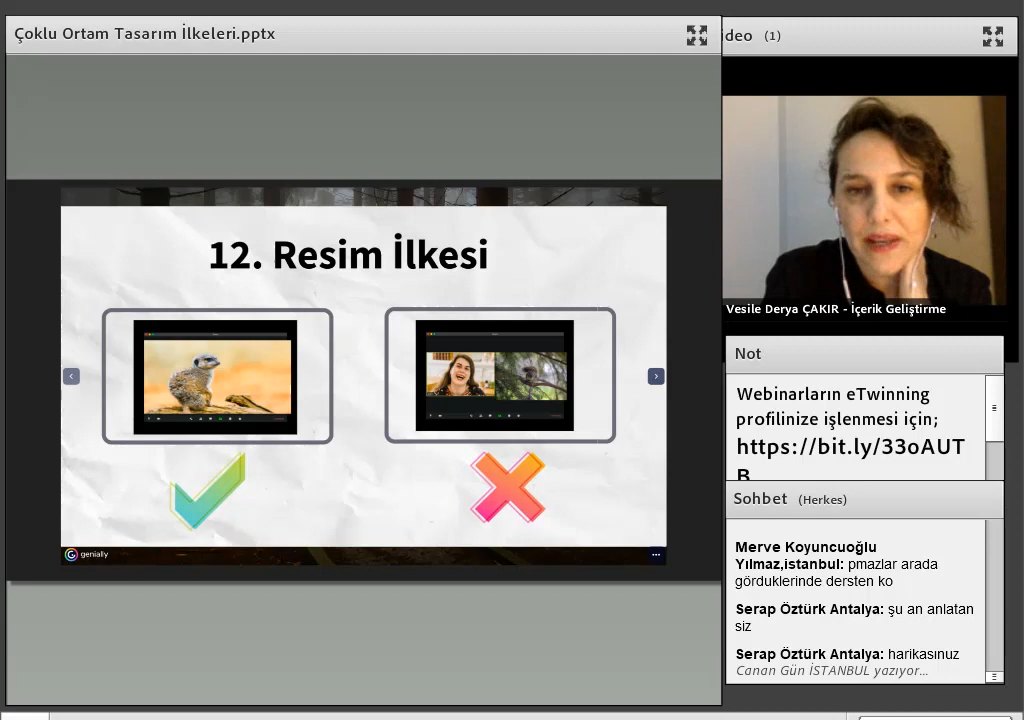 Çoklu Ortam Tasarım İlkeleri.pptx
ideo (1)
12. Resim İlkesi
genially
Vesile Derya ÇAKIR - İçerik Geliştirme
Not
Webinarların eTwinning
profilinize işlenmesi için;
https://bit.ly/33oAUT
B
Sohbet (Herkes)
Merve Koyuncuoğlu
Yılmaz,istanbul: pmazlar arada
görduklerinde dersten ko
Serap Öztürk Antalya: şu an anlatan
siz
Serap Öztürk Antalya: harikasınız
Canan Gün İSTANBUL yazıyor...